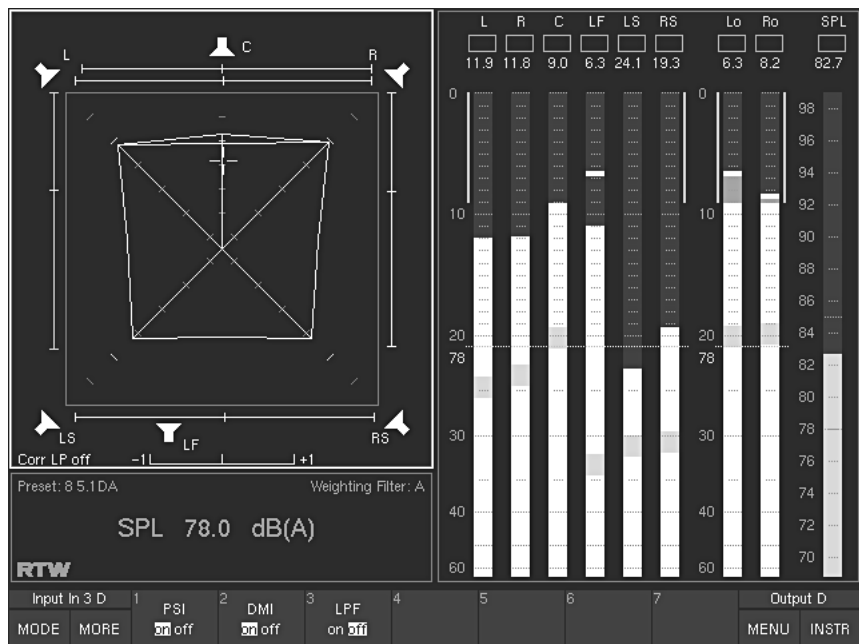 L R C LF LS RS Lo Ro SPL
11.9 11.8 9.0 6.3 24.1 19.3 6.3 8.2 82.7
C
L R
LS LF RS
Corr LP off -1 +1
0 10 20 78 30 40 60
0 10 20 78 30 40 60
98
96
94
92
90
88
86
84
82
80
78
76
74
72
70
Preset: 8 5.1DA Weighting Filter: A
SPL 78.0 dB(A)
RTW
Input In 3 D 1 PSI 2 DMI 3 LPF 4 5 6 7 Output D
MODE MORE on off on off on off MENU INSTR